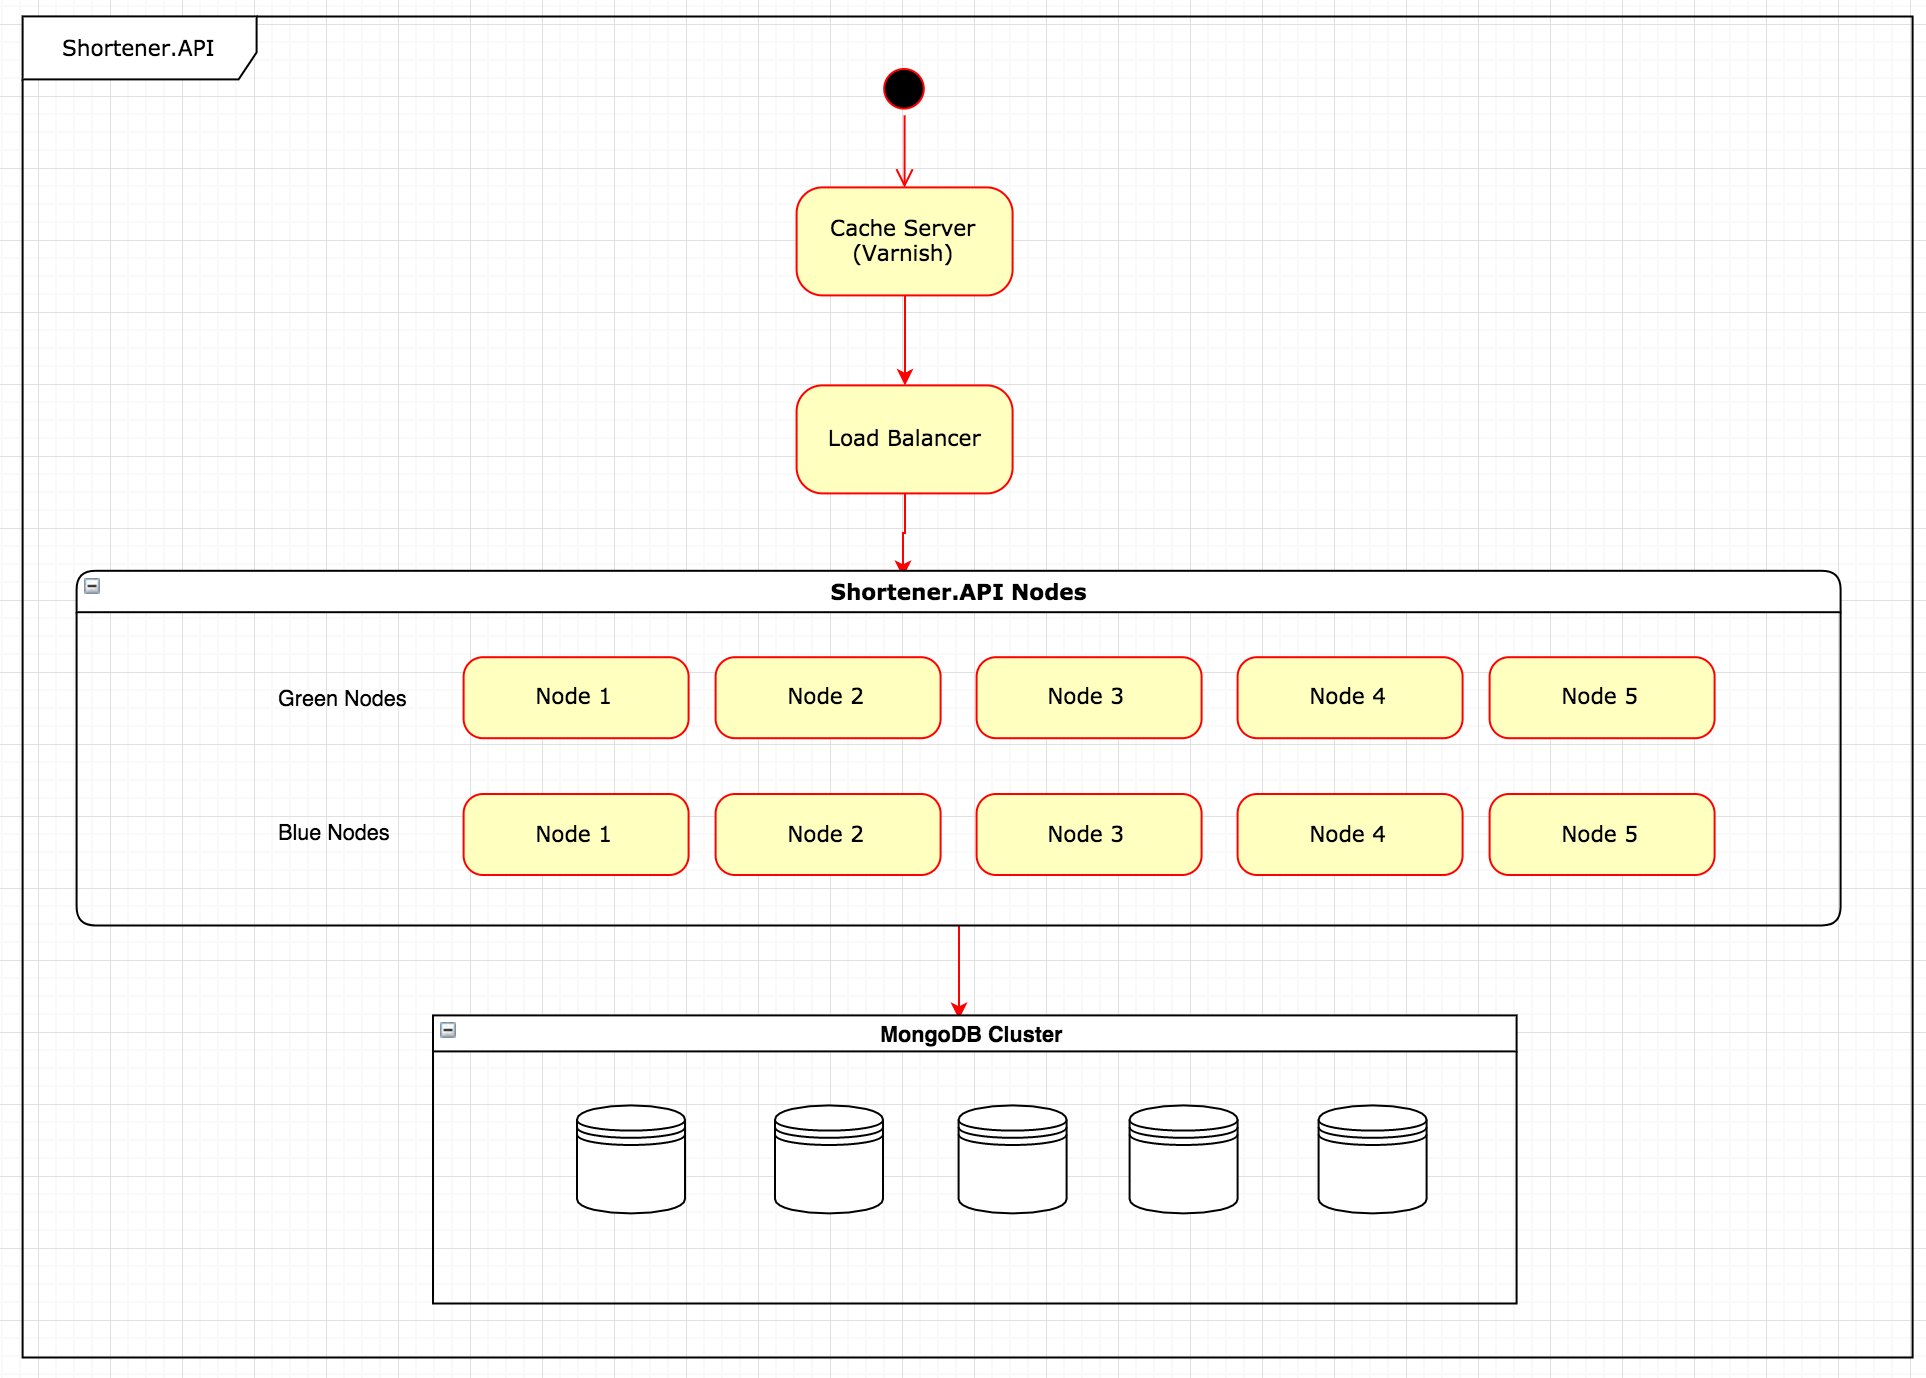 Shortener.API
Cache Server
(Varnish)
Load Balancer
Shortener.API Nodes
Green Nodes
Node 1
Node 2
Node 3
Node 4
Node 5
Blue Nodes
Node 1
Node 2
Node 3
Node 4
Node 5
MongoDB Cluster